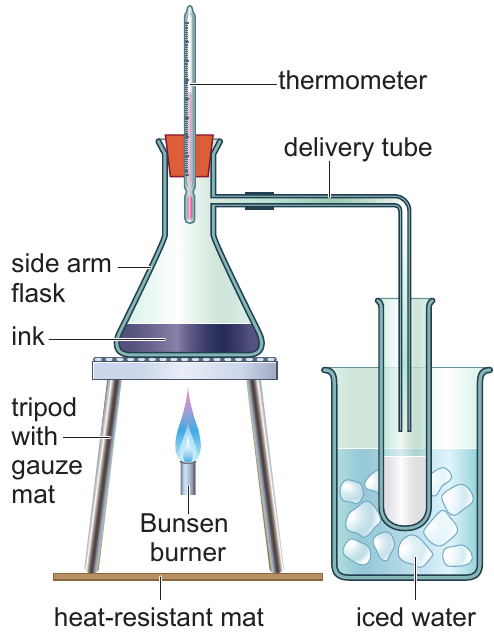 thermometer
delivery tube
side arm
flask
ink
tripod
with
gauze
mat
Bunsen
burner
heat-resistant mat
iced water